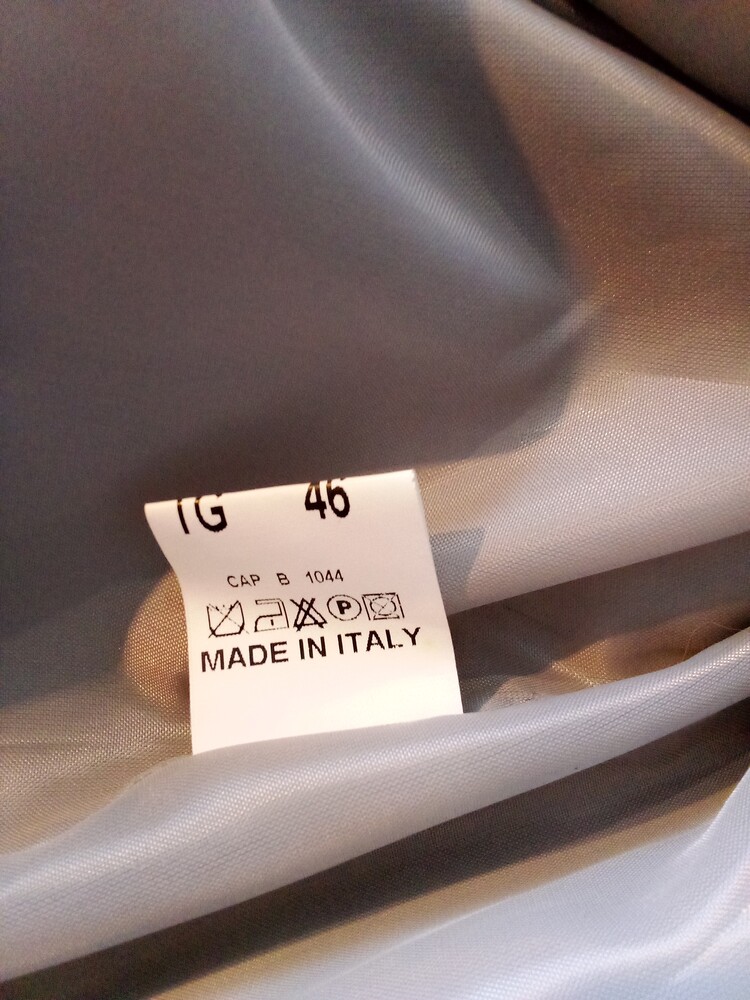 TG 46
CAP B 1044
P
MADE IN ITALY